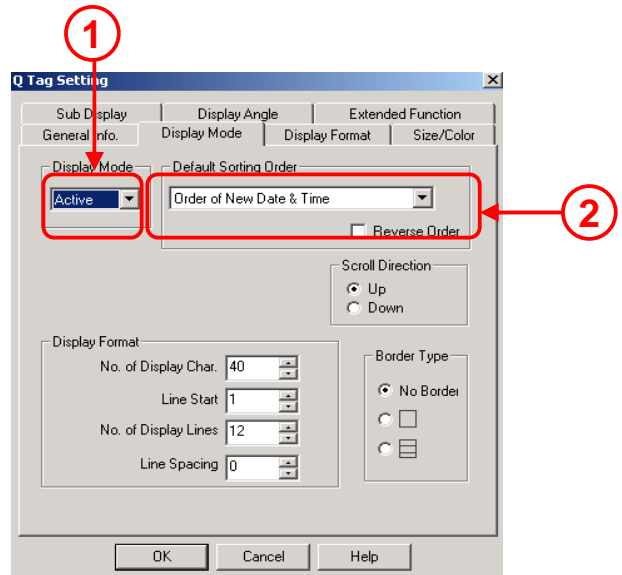 1
Q Tag Setting
Sub Display Display Angle Extended Function
General Info. Display Mode Display Format Size/Color
Display Mode Default Sorting Order
Active Order of New Date & Time
2
Reverse Order
Scroll Direction
Up
Down
Display Format Border Type
No. of Display Char. 40
No Border
Line Start 1
No. of Display Lines 12
Line Spacing 0
OK Cancel Help